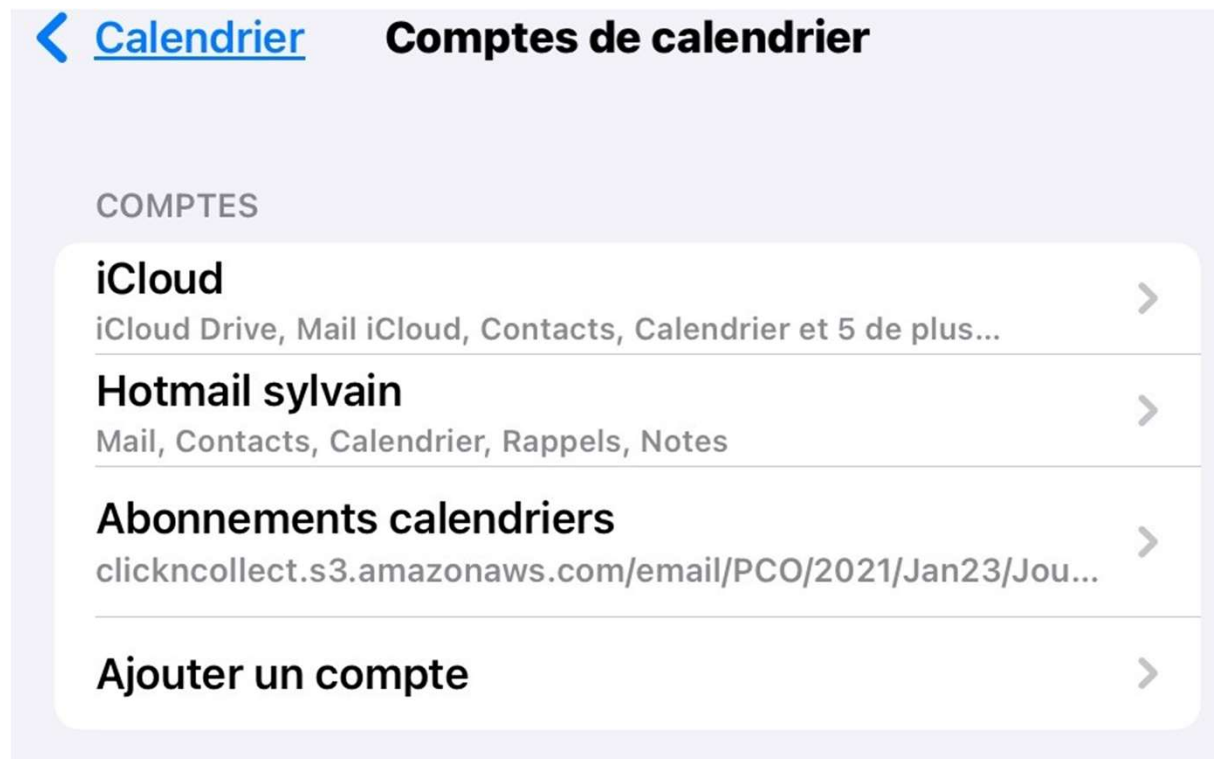 Calendrier Comptes de calendrier
COMPTES
iCloud
iCloud Drive, Mail iCloud, Contacts, Calendrier et 5 de plus...
Hotmail sylvain
Mail, Contacts, Calendrier, Rappels, Notes
Abonnements calendriers
clickncollect.s3.amazonaws.com/email/PCO/2021/Jan23/Jou...
Ajouter un compte